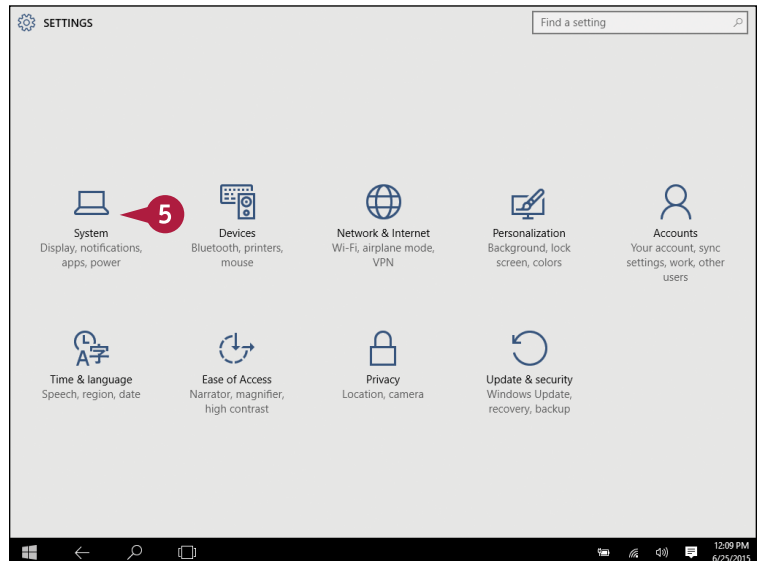 SETTINGS
Find a setting
System
Display, notifications,
apps, power
5
Devices
Bluetooth, printers,
mouse
Network & Internet
Wi-Fi, airplane mode,
VPN
Personalization
Background, lock
screen, colors
Accounts
Your account, sync
settings, work, other
users
A字
Time & language
Speech, region, date
Ease of Access
Narrator, magnifier,
high contrast
Privacy
Location, camera
Update & security
Windows Update,
recovery, backup
12:09 PM
6/25/2015